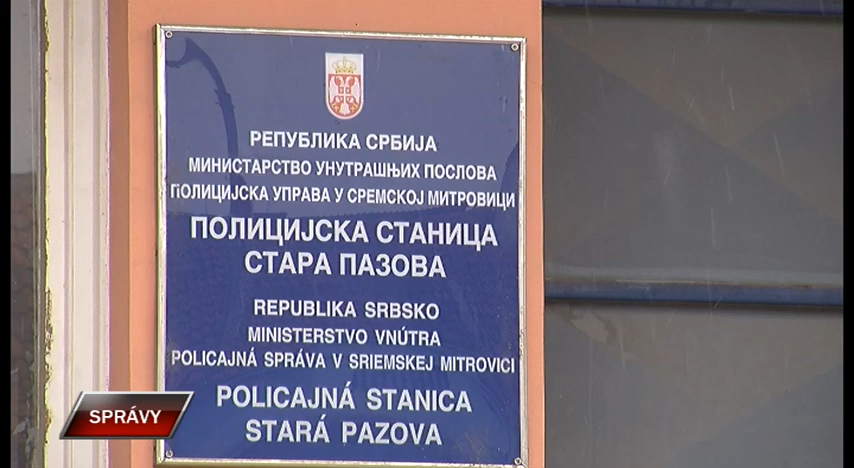 РЕПУБЛИКА СРБИЈА
МИНИСТАРСТВО УНУТРАШЊИХ ПОСЛОВА
ПОЛИЦИЈСКА УПРАВА У СРЕМСКОЈ МИТРОВИЦИ
ПОЛИЦИЈСКА СТАНИЦА
СТАРА ПАЗОВА
REPUBLIKA SRBSKO
MINISTERSTVO VNÚTRA
POLICAJNÁ SPRÁVA V SRIEMSKEJ MITROVICI
POLICAJNÁ STANICA
STARÁ PAZOVA
SPRÁVY